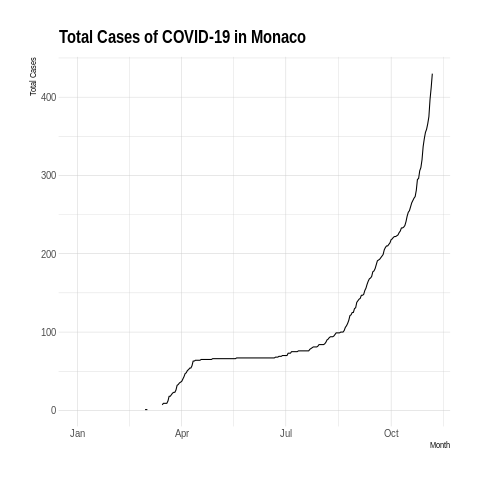 Total Cases of COVID-19 in Monaco
Total Cases
400
300
200
100
0
Jan Apr Jul Oct
Month